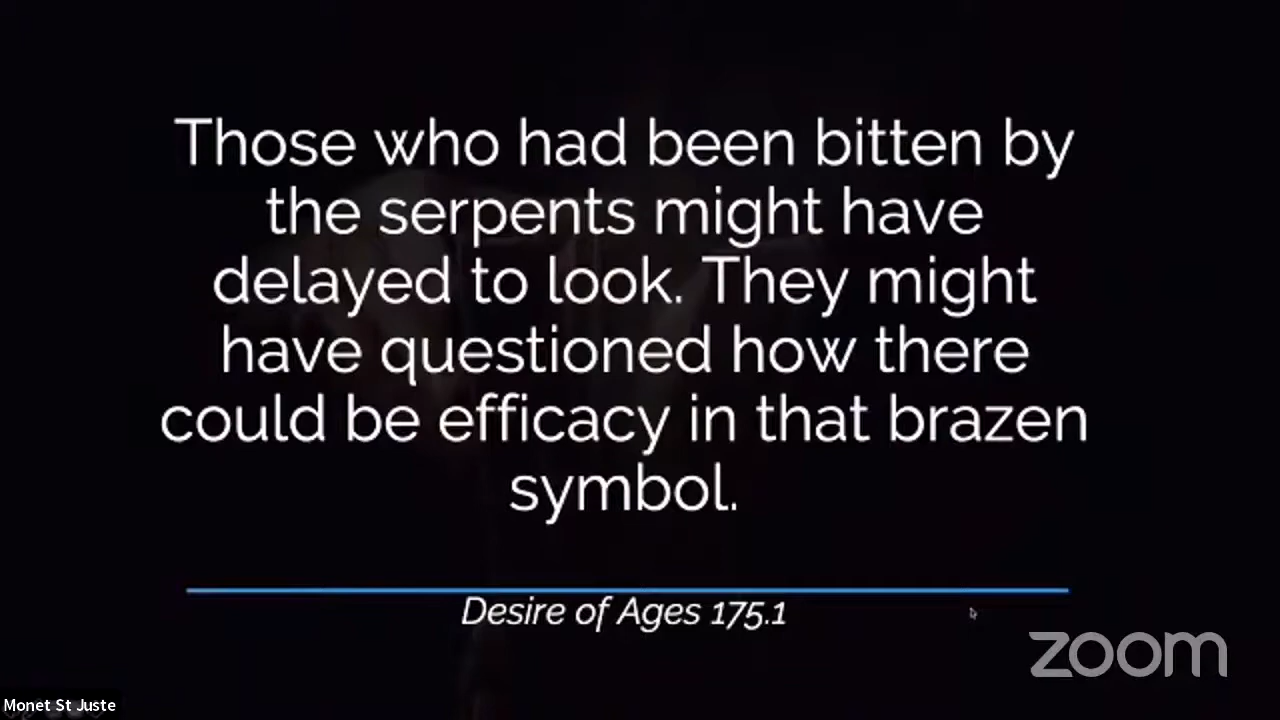 Those who had been bitten by
the serpents might have
delayed to look. They might
have questioned how there
could be efficacy in that brazen
symbol.
Desire of Ages 175.1
zoom
Monet St Juste